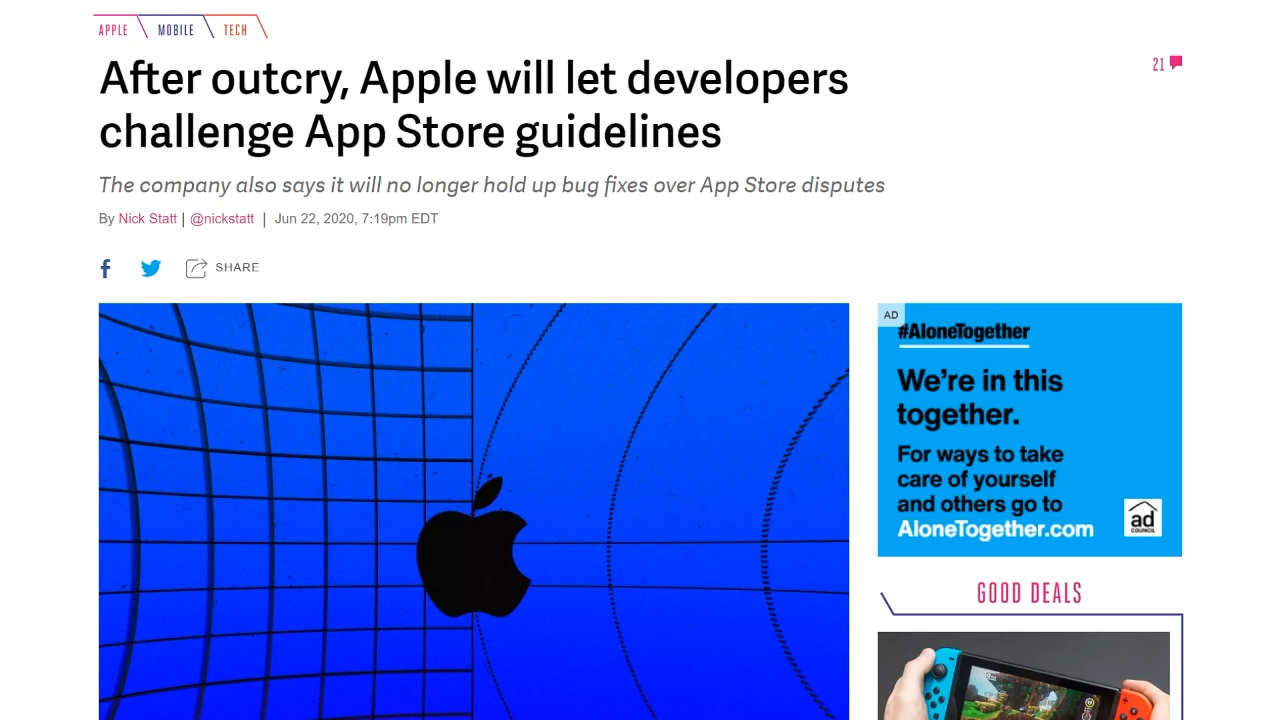 APPLE MOBILE TECH
After outcry, Apple will let developers
challenge App Store guidelines
21
The company also says it will no longer hold up bug fixes over App Store disputes
By Nick Statt | @nickstatt | Jun 22, 2020, 7:19pm EDT
SHARE
AD
#AloneTogether
We're in this
together.
For ways to take
care of yourself
and others go to
AloneTogether.com
ad
COUNCIL
GOOD DEALS